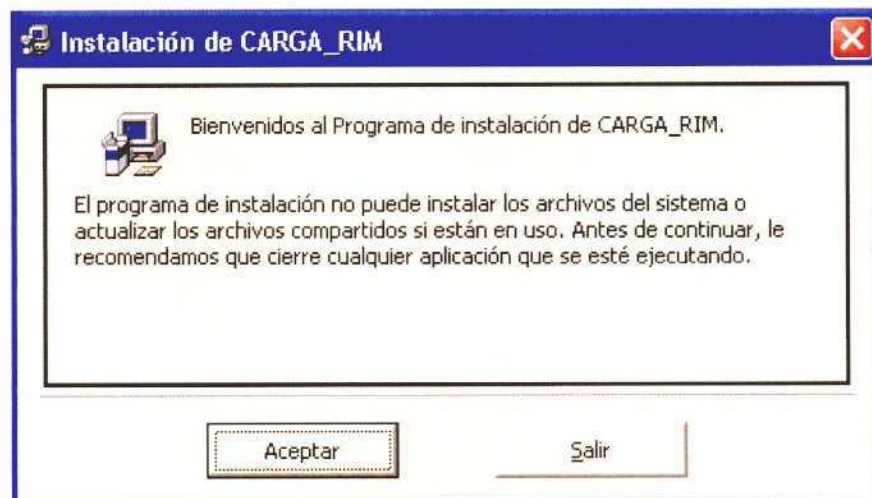 Instalación de CARGA_RIM
Bienvenidos al Programa de instalación de CARGA_RIM.
El programa de instalación no puede instalar los archivos del sistema o
actualizar los archivos compartidos si están en uso. Antes de continuar, le
recomendamos que cierre cualquier aplicación que se esté ejecutando.
Aceptar
Salir